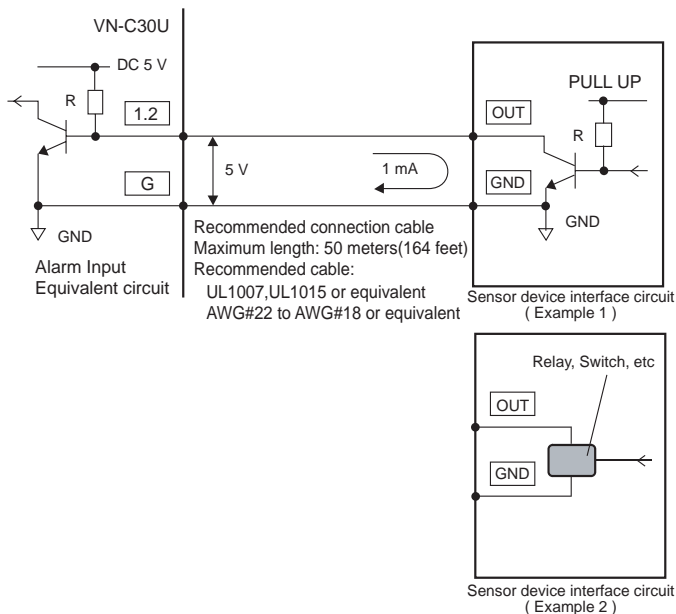 VN-C30U
DC 5 V
R
1.2
G
GND
Alarm Input
Equivalent circuit
5 V
1 mA
Recommended connection cable
Maximum length: 50 meters(164 feet)
Recommended cable:
UL1007,UL1015 or equivalent
AWG#22 to AWG#18 or equivalent
PULL UP
OUT
R
GND
GND
Sensor device interface circuit
( Example 1 )
Relay, Switch, etc
OUT
GND
Sensor device interface circuit
( Example 2 )